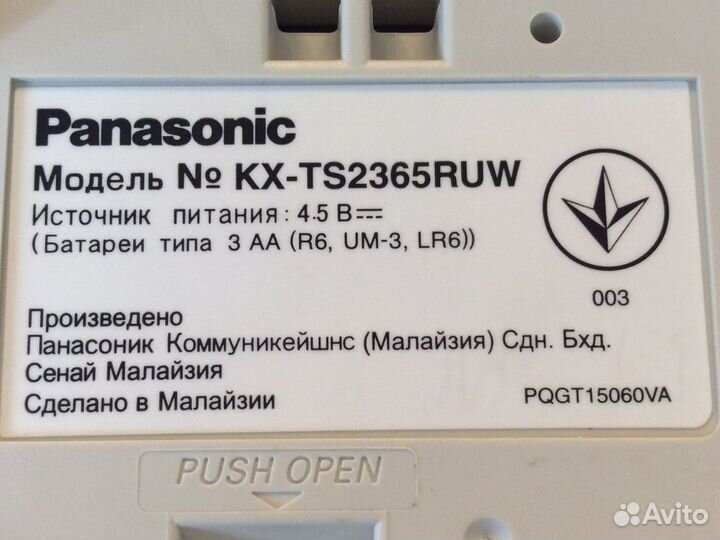 Panasonic
Модель № KX-TS2365RUW
Источник питания: 4.5 В
(Батареи типа 3 AA (R6, UM-3, LR6))
003
Произведено
Панасоник Коммуникейшнс (Малайзия) Сдн. Бхд.
Сенай Малайзия
Сделано в Малайзии
PQGT15060VA
PUSH OPEN
Avito